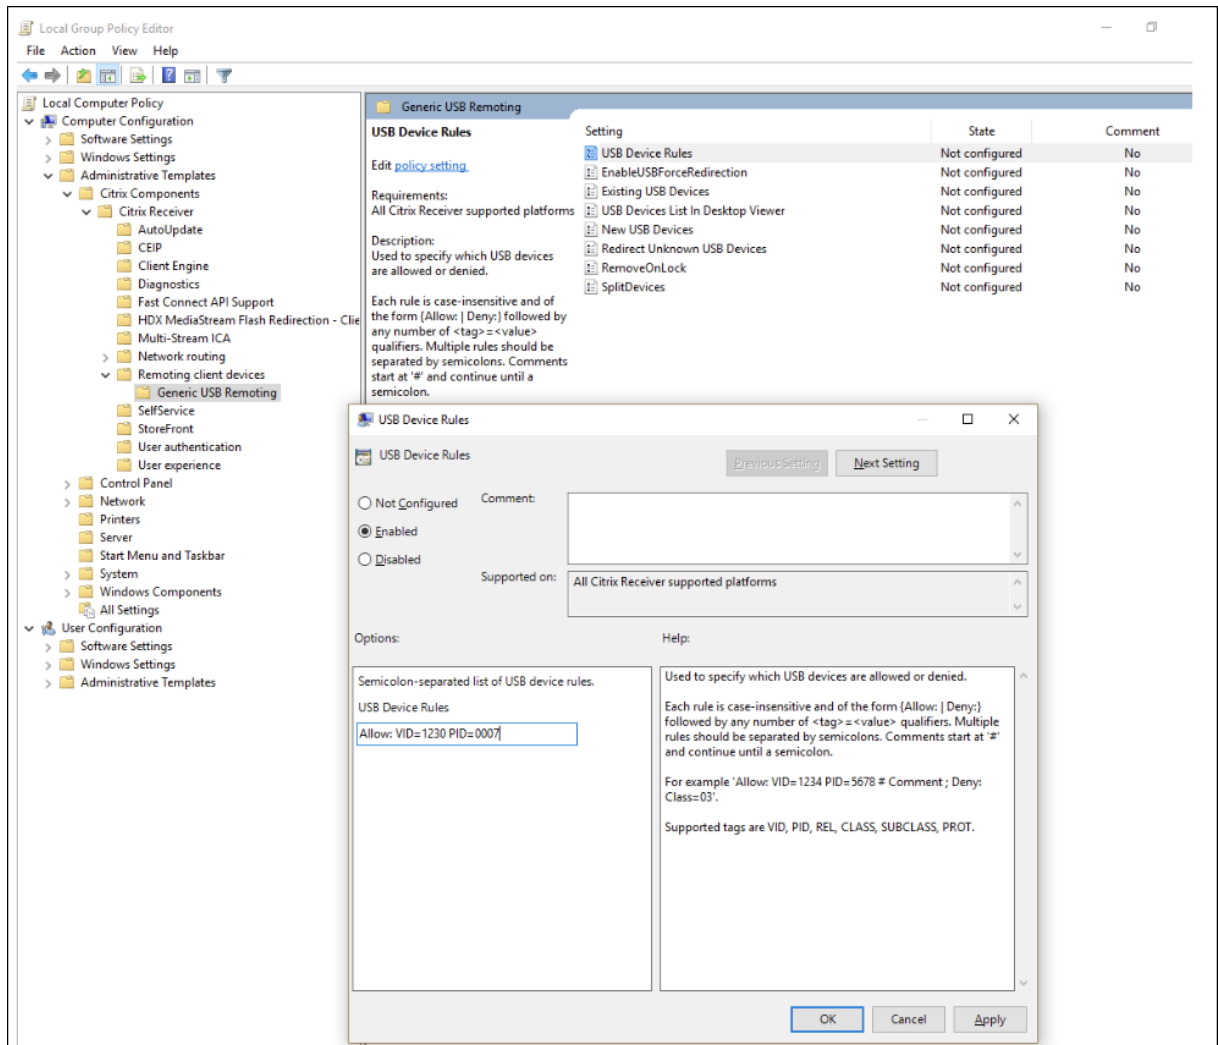 Local Group Policy Editor
File Action View Help
Local Computer Policy
Computer Configuration
Software Settings
Windows Settings
Administrative Templates
Citrix Components
Citrix Receiver
AutoUpdate
CEIP
Client Engine
Diagnostics
Fast Connect API Support
HDX MediaStream Flash Redirection - Clie
Multi-Stream ICA
Network routing
Remoting client devices
Generic USB Remoting
SelfService
StoreFront
User authentication
User experience
Control Panel
Network
Printers
Server
Start Menu and Taskbar
System
Windows Components
All Settings
User Configuration
Software Settings
Windows Settings
Administrative Templates
Generic USB Remoting
USB Device Rules
Edit policy setting
Requirements:
All Citrix Receiver supported platforms
Description:
Used to specify which USB devices
are allowed or denied.
Each rule is case-insensitive and of
the form {Allow: | Deny:} followed by
any number of <tag>=<value>
qualifiers. Multiple rules should be
separated by semicolons. Comments
start at '#' and continue until a
semicolon.
Setting State Comment
USB Device Rules Not configured No
EnableUSBForceRedirection Not configured No
Existing USB Devices Not configured No
USB Devices List In Desktop Viewer Not configured No
New USB Devices Not configured No
Redirect Unknown USB Devices Not configured No
RemoveOnLock Not configured No
SplitDevices Not configured No
USB Device Rules
USB Device Rules
Previous Setting Next Setting
Not Configured
Enabled
Disabled
Comment:
Supported on:
All Citrix Receiver supported platforms
Options:
Help:
Semicolon-separated list of USB device rules.
USB Device Rules
Allow: VID=1230 PID=0007
Used to specify which USB devices are allowed or denied.
Each rule is case-insensitive and of the form {Allow: | Deny:}
followed by any number of <tag>=<value> qualifiers. Multiple
rules should be separated by semicolons. Comments start at '#'
and continue until a semicolon.
For example 'Allow: VID=1234 PID=5678 # Comment ; Deny:
Class=03'.
Supported tags are VID, PID, REL, CLASS, SUBCLASS, PROT.
OK Cancel Apply